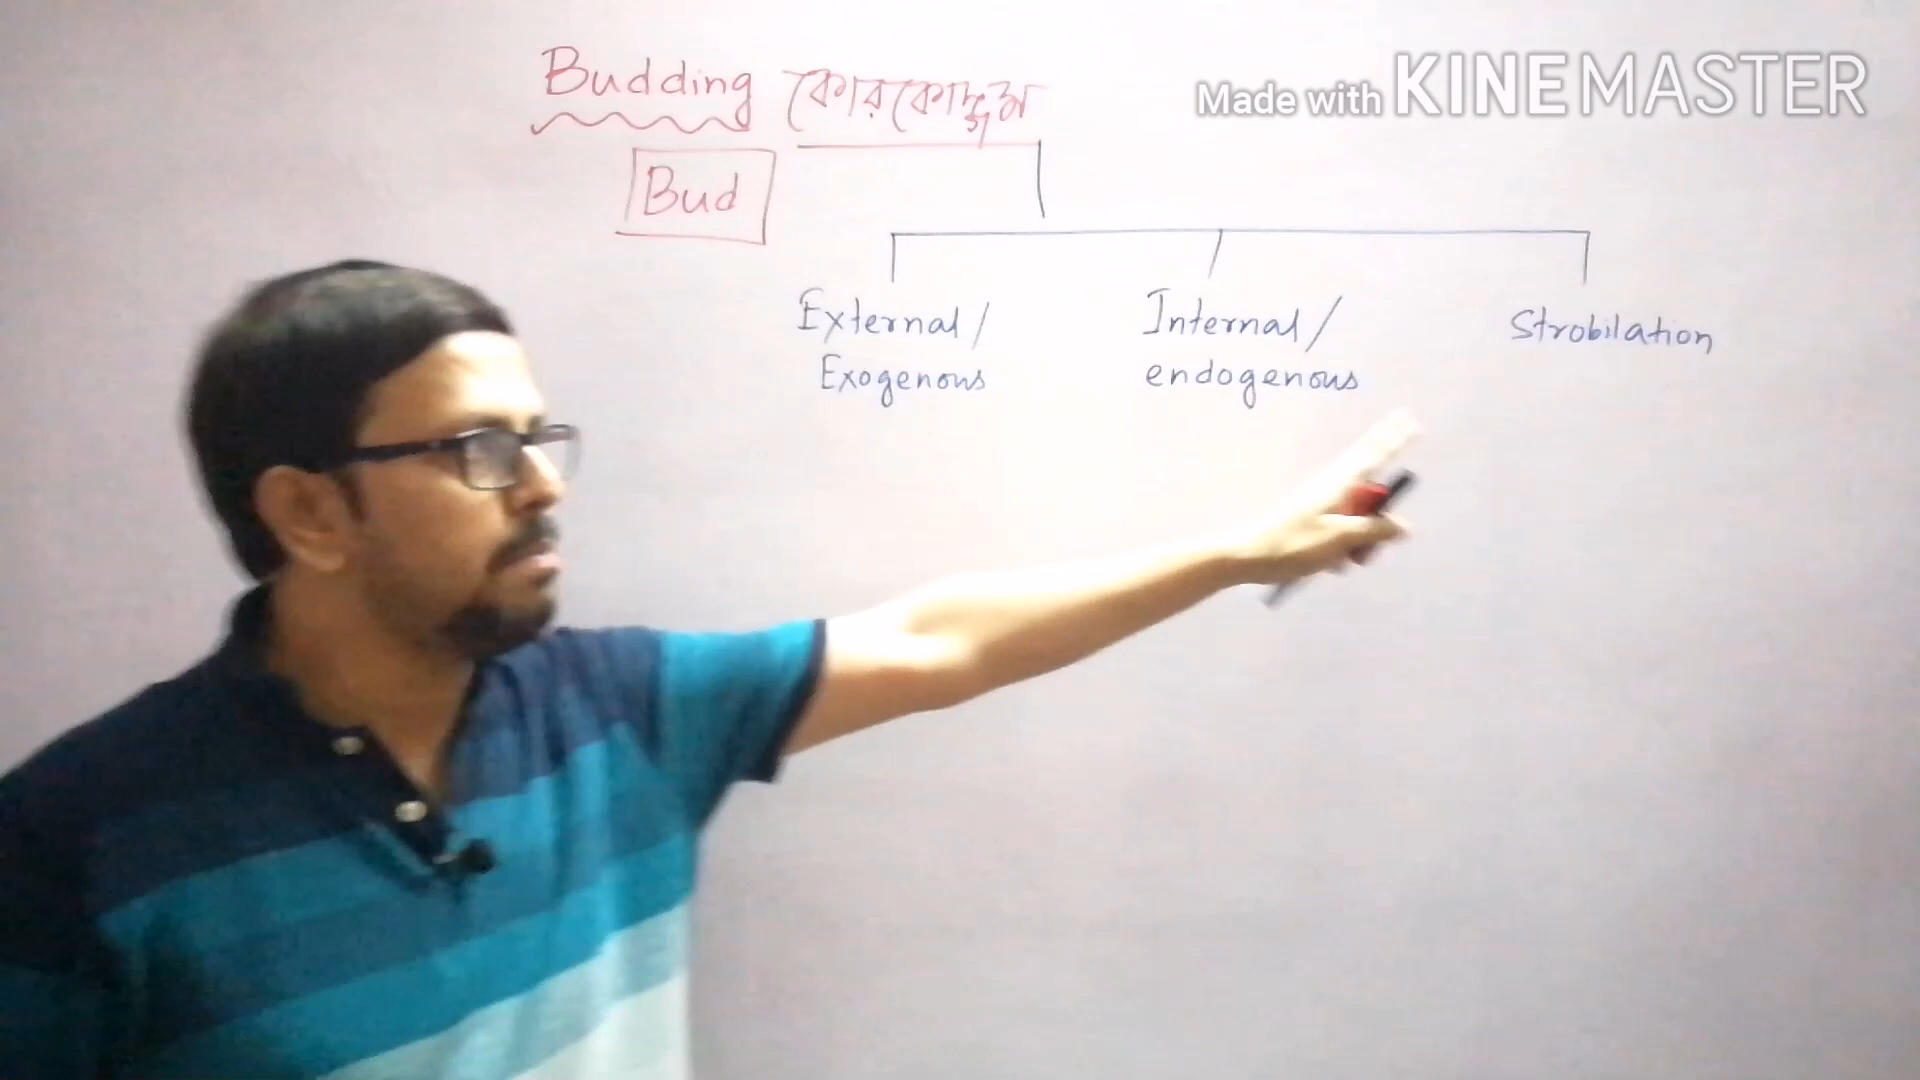 Budding কোরকোদ্গম
Made with KINEMASTER
Bud
External/
Exogenous
Internal/
endogenous
Strobilation